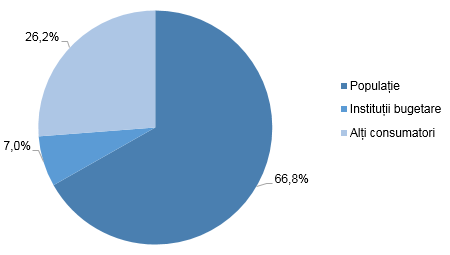 26,2%
7,0%
66,8%
Populație
Instituții bugetare
Alți consumatori